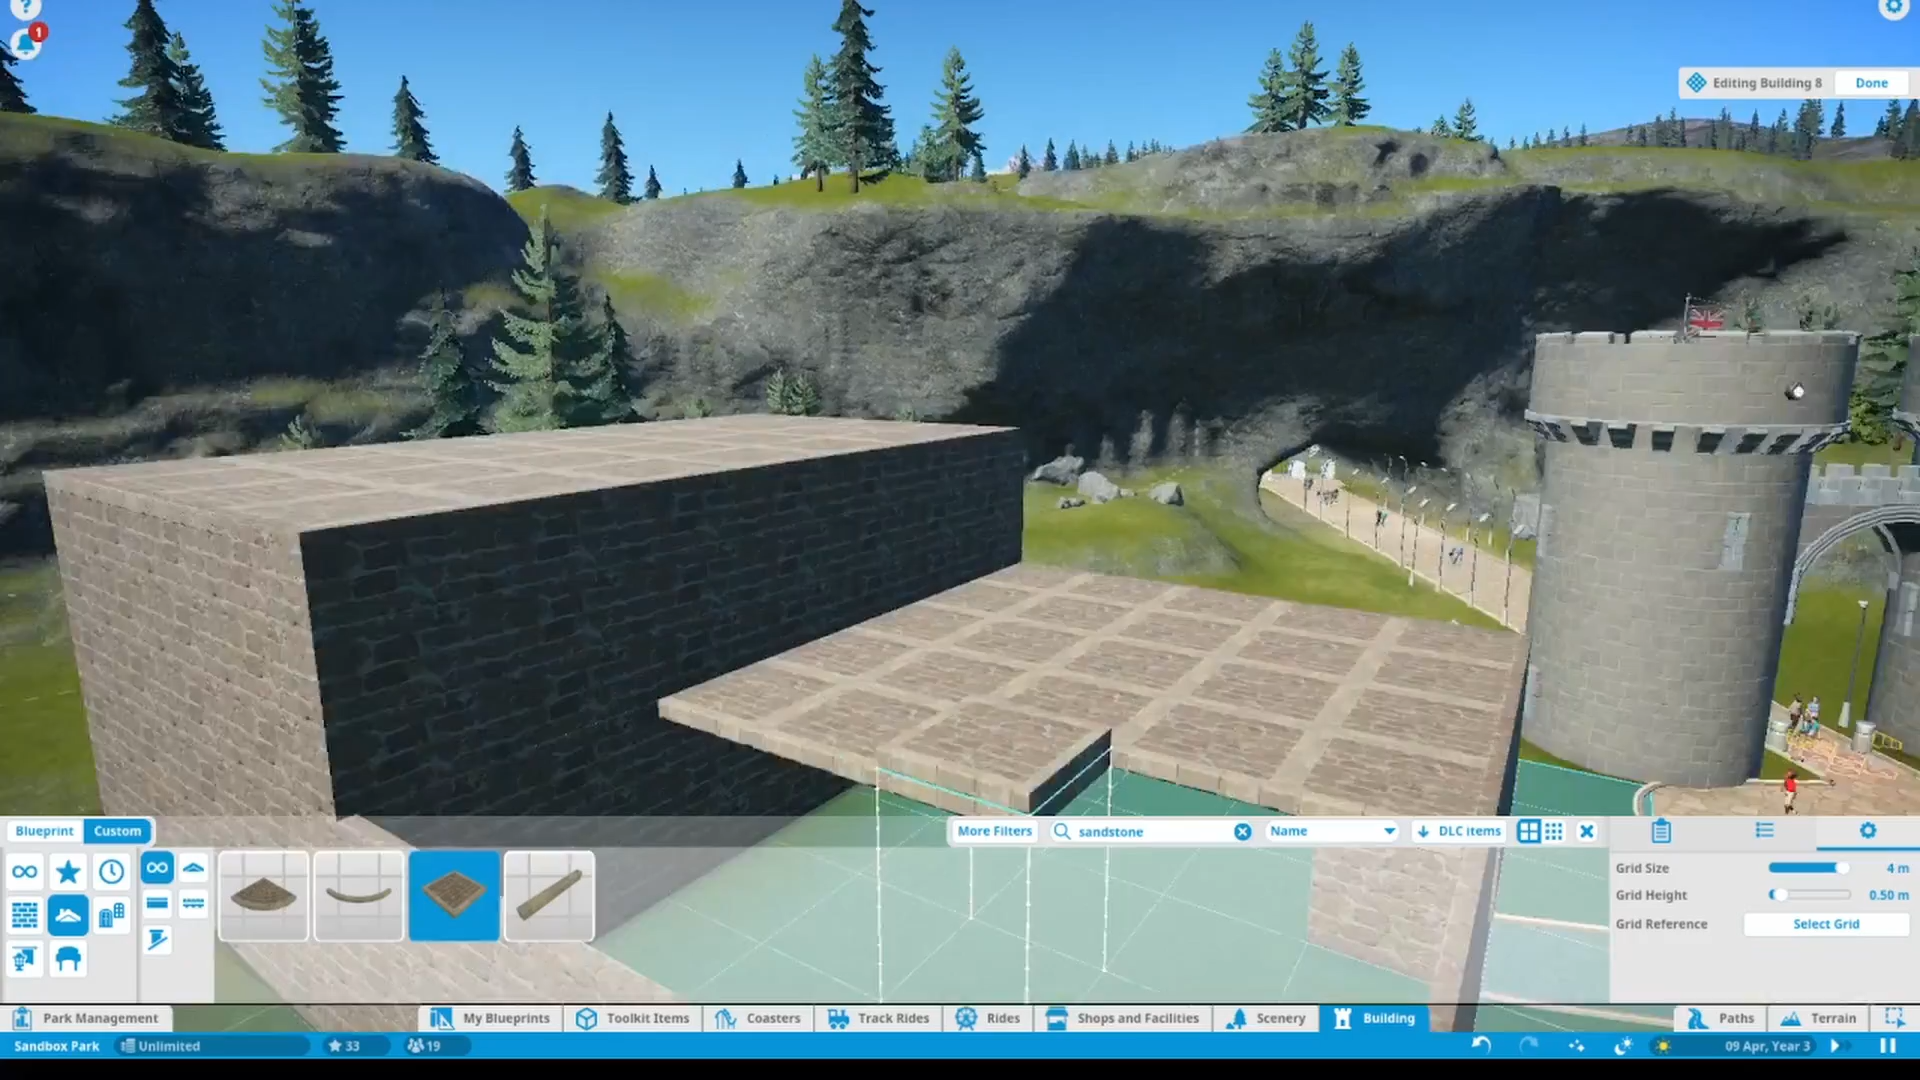 ?
1
Editing Building 8 Done
Blueprint Custom
More Filters sandstone Name DLC items
Grid Size 4 m
Grid Height 0.50 m
Grid Reference Select Grid
Park Management My Blueprints Toolkit Items Coasters Track Rides Rides Shops and Facilities Scenery Building Paths Terrain
Sandbox Park Unlimited 33 19 09 Apr, Year 3